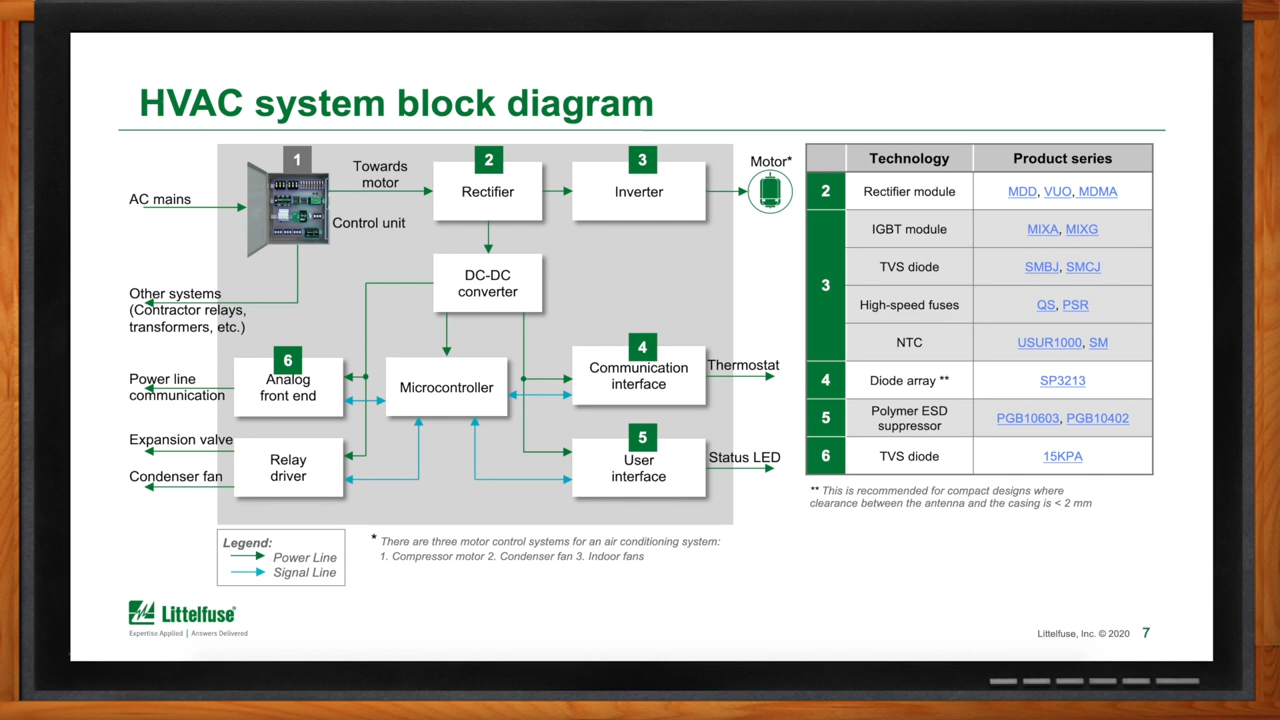 HVAC system block diagram
1
2
3
Towards
motor
Rectifier
Inverter
Motor*
AC mains
Control unit
DC-DC
converter
Other systems
(Contractor relays,
transformers, etc.)
6
4
Power line
communication
Analog
front end
Microcontroller
Communication
interface
Thermostat
Expansion valve
Condenser fan
Relay
driver
5
User
interface
Status LED
Legend:
Power Line
Signal Line
* There are three motor control systems for an air conditioning system:
1. Compressor motor 2. Condenser fan 3. Indoor fans
Technology Product series
2 Rectifier module MDD, VUO, MDMA
3 IGBT module MIXA, MIXG
TVS diode SMBJ, SMCJ
High-speed fuses QS, PSR
NTC USUR1000, SM
4 Diode array ** SP3213
5 Polymer ESD
suppressor PGB10603, PGB10402
6 TVS diode 15KPA
** This is recommended for compact designs where
clearance between the antenna and the casing is < 2 mm
Littelfuse®
Expertise Applied | Answers Delivered
Littelfuse, Inc. © 2020 7